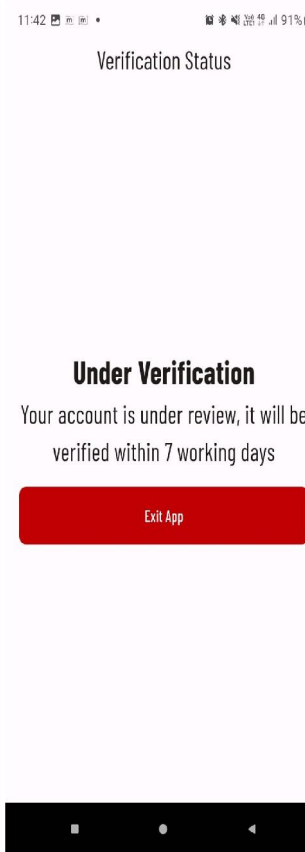 11:42
91%
Verification Status
Under Verification
Your account is under review, it will be
verified within 7 working days
Exit App